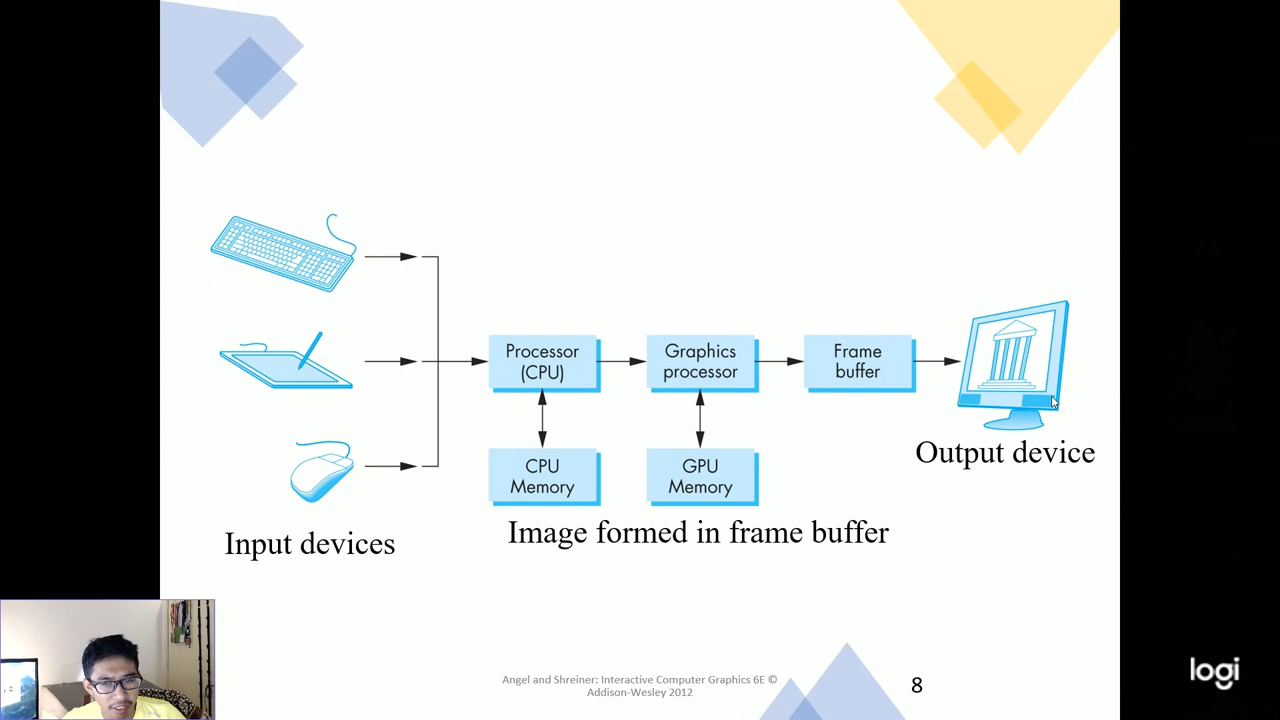 Processor
(CPU)
Graphics
processor
Frame
buffer
CPU
Memory
GPU
Memory
Output device
Input devices
Image formed in frame buffer
Angel and Shreiner: Interactive Computer Graphics 6E ©
Addison-Wesley 2012
8
logi